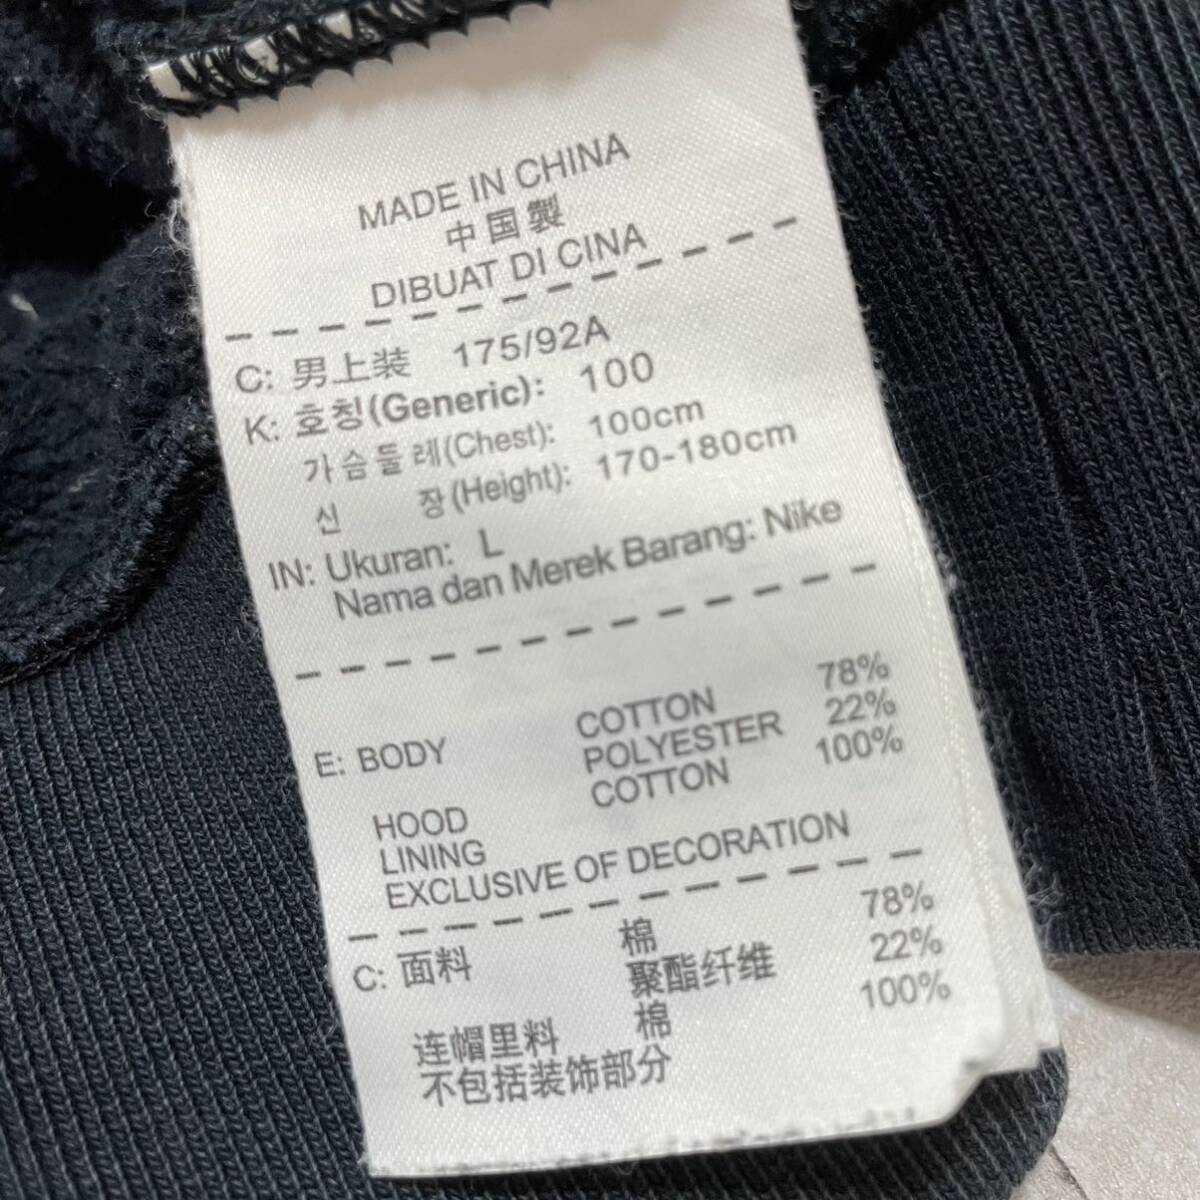 MADE IN CHINA
中国製
DIBUAT DI CINA
C: 男上装 175/92A
K: 호칭(Generic): 100
가슴둘레(Chest): 100cm
신 장(Height): 170-180cm
IN: Ukuran: L
Nama dan Merek Barang: Nike
E: BODY COTTON 78%
POLYESTER 22%
COTTON 100%
HOOD
LINING
EXCLUSIVE OF DECORATION
C: 面料 棉 78%
聚酯纤维 22%
连帽里料 棉 100%
不包括装饰部分